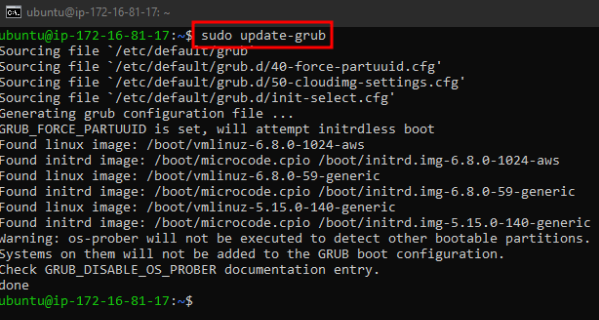 ubuntu@ip-172-16-81-17: ~
ubuntu@ip-172-16-81-17:~$ sudo update-grub
Sourcing file `/etc/default/grub'
Sourcing file `/etc/default/grub.d/40-force-partuuid.cfg'
Sourcing file `/etc/default/grub.d/50-cloudimg-settings.cfg'
Sourcing file `/etc/default/grub.d/init-select.cfg'
Generating grub configuration file ...
GRUB_FORCE_PARTUUID is set, will attempt initrdless boot
Found linux image: /boot/vmlinuz-6.8.0-1024-aws
Found initrd image: /boot/microcode.cpio /boot/initrd.img-6.8.0-1024-aws
Found linux image: /boot/vmlinuz-6.8.0-59-generic
Found initrd image: /boot/microcode.cpio /boot/initrd.img-6.8.0-59-generic
Found linux image: /boot/vmlinuz-5.15.0-140-generic
Found initrd image: /boot/microcode.cpio /boot/initrd.img-5.15.0-140-generic
Warning: os-prober will not be executed to detect other bootable partitions.
Systems on them will not be added to the GRUB boot configuration.
Check GRUB_DISABLE_OS_PROBER documentation entry.
done
ubuntu@ip-172-16-81-17:~$